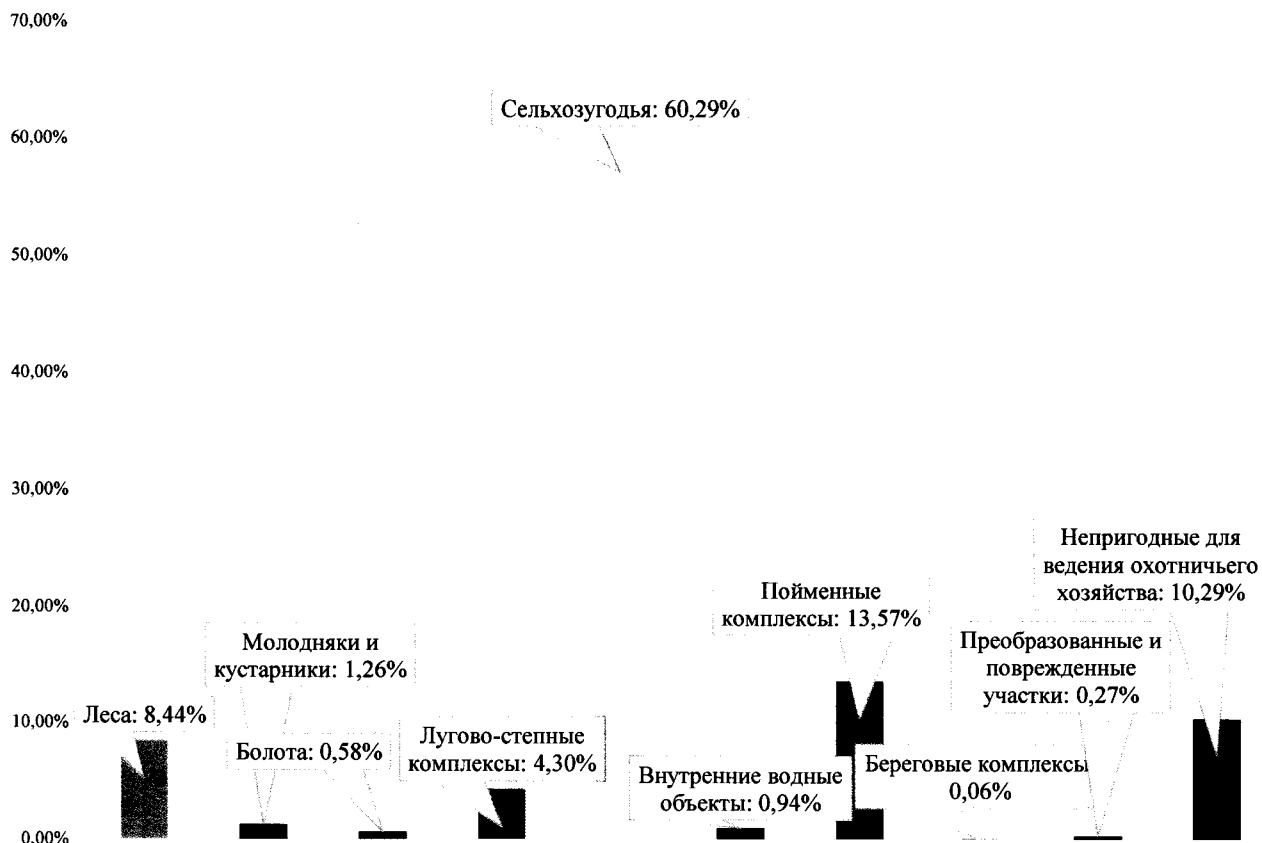 70,00%
Сельхозугодья: 60,29%
60,00%
50,00%
40,00%
30,00%
20,00%
10,00%
0,00%
Леса: 8,44%
Молодняки и
кустарники: 1,26%
Болота: 0,58%
Лугово-степные
комплексы: 4,30%
Внутренние водные
объекты: 0,94%
Пойменные
комплексы: 13,57%
Береговые комплексы
0,06%
Преобразованные и
поврежденные
участки: 0,27%
Непригодные для
ведения охотничьего
хозяйства: 10,29%